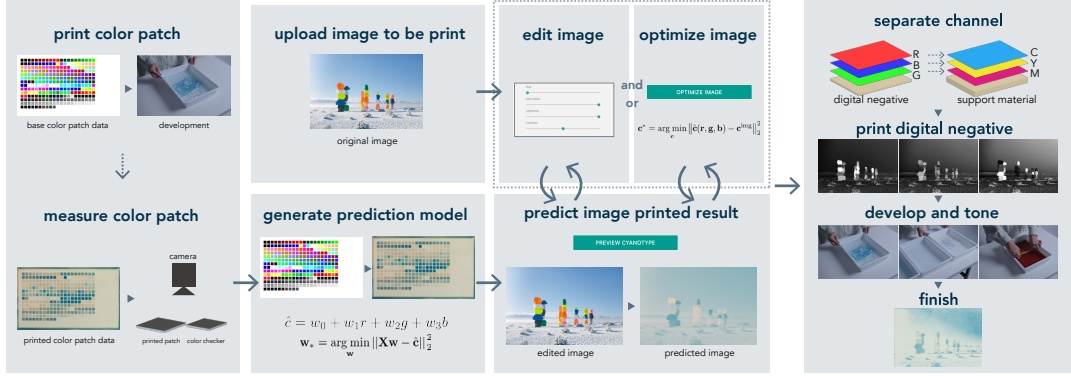 print color patch
base color patch data
development
measure color patch
camera
printed color patch data
printed patch
color checker
upload image to be print
original image
generate prediction model
ĉ = w₀ + w₁r + w₂g + w₃b
w* = arg min ||Xw − ĉ||²₂
w
edit image
and
or
optimize image
OPTIMIZE IMAGE
c* = arg min ||ĉ(r, g, b) − c^img||²₂
c
predict image printed result
PREVIEW CYANOTYPE
edited image
predicted image
separate channel
R
B
G
C
Y
M
digital negative
support material
print digital negative
develop and tone
finish